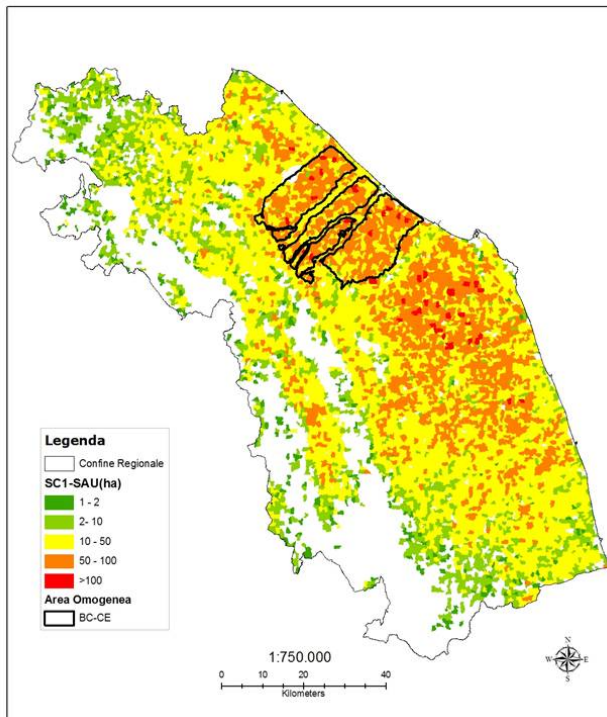 Legenda
Confine Regionale
SC1-SAU(ha)
1 - 2
2- 10
10 - 50
50 - 100
>100
Area Omogenea
BC-CE
1:750.000
0 10 20 40
Kilometers
N
W E
S